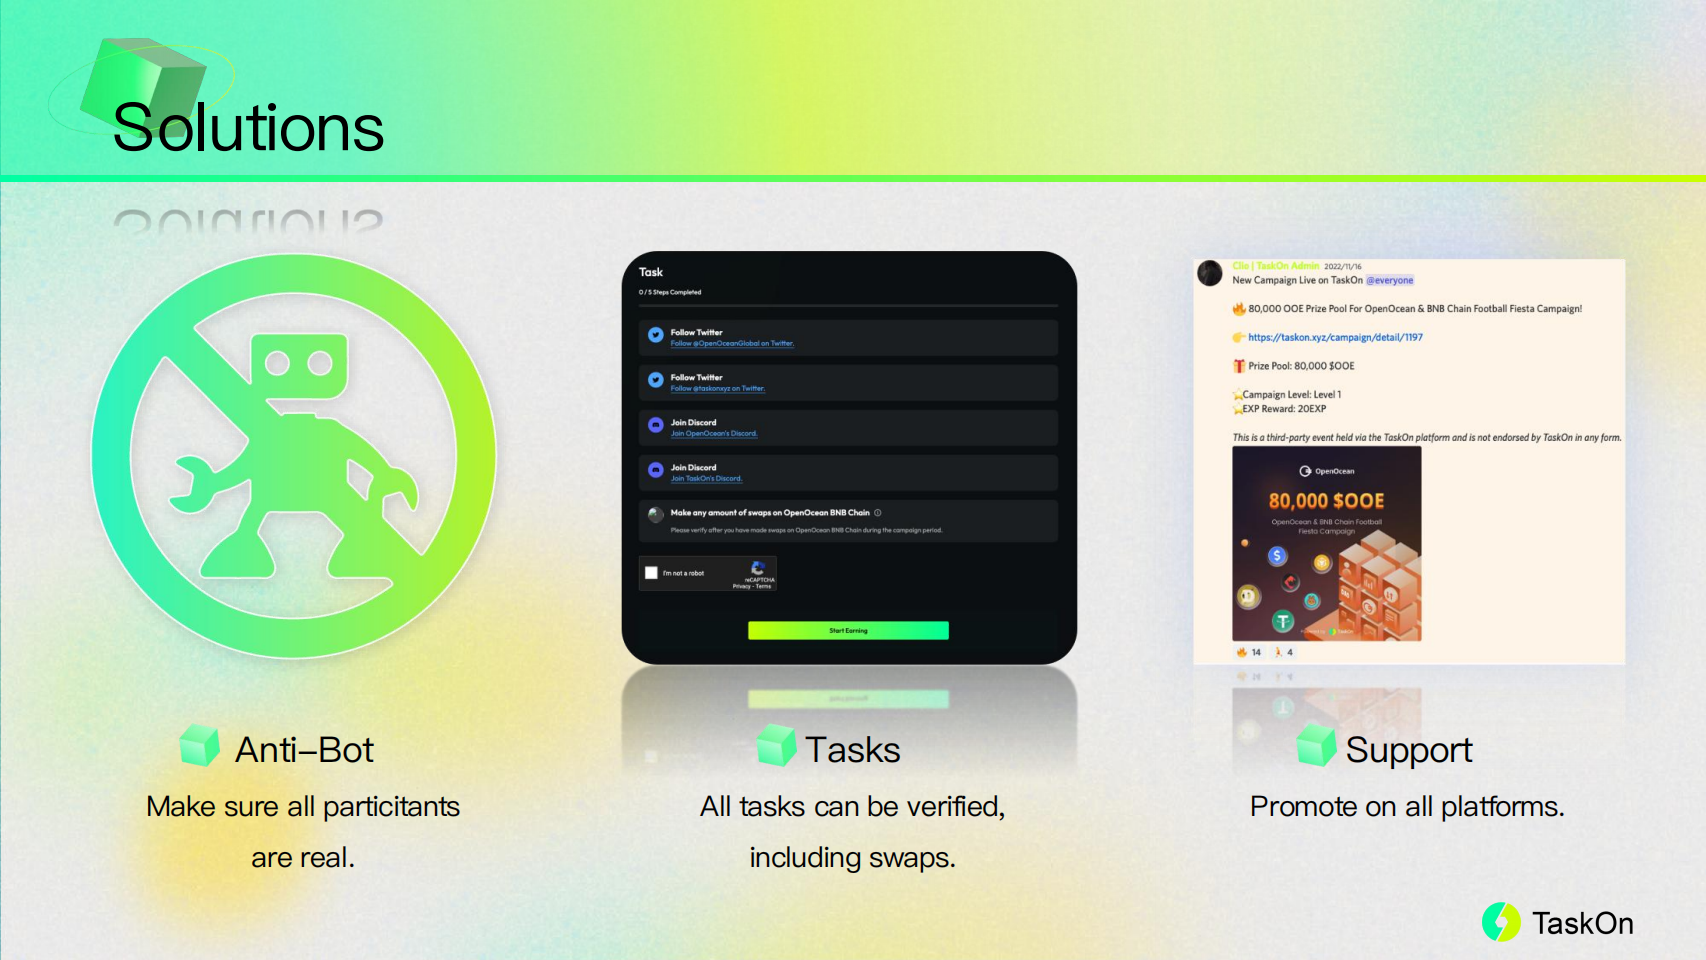 Solutions
Task
0 / 5 Steps Completed
Follow Twitter
Follow @OpenOceanGlobal on Twitter.
Follow Twitter
Follow @taskonxyz on Twitter.
Join Discord
Join OpenOcean's Discord.
Join Discord
Join TaskOn's Discord.
Make any amount of swaps on OpenOcean BNB Chain
Please verify after you have made swaps on OpenOcean BNB Chain during the campaign period.
I'm not a robot
reCAPTCHA
Privacy - Terms
Start Earning
Clio | TaskOn Admin 2022/11/16
New Campaign Live on TaskOn @everyone
🔥 80,000 OOE Prize Pool For OpenOcean & BNB Chain Football Fiesta Campaign!
👉 https://taskon.xyz/campaign/detail/1197
🎁 Prize Pool: 80,000 $OOE
⭐Campaign Level: Level 1
⭐EXP Reward: 20EXP
This is a third-party event held via the TaskOn platform and is not endorsed by TaskOn in any form.
OpenOcean
80,000 $OOE
OpenOcean & BNB Chain Football
Fiesta Campaign
TaskOn
🔥 14 4
Anti-Bot
Make sure all particitants
are real.
Tasks
All tasks can be verified,
including swaps.
Support
Promote on all platforms.
TaskOn